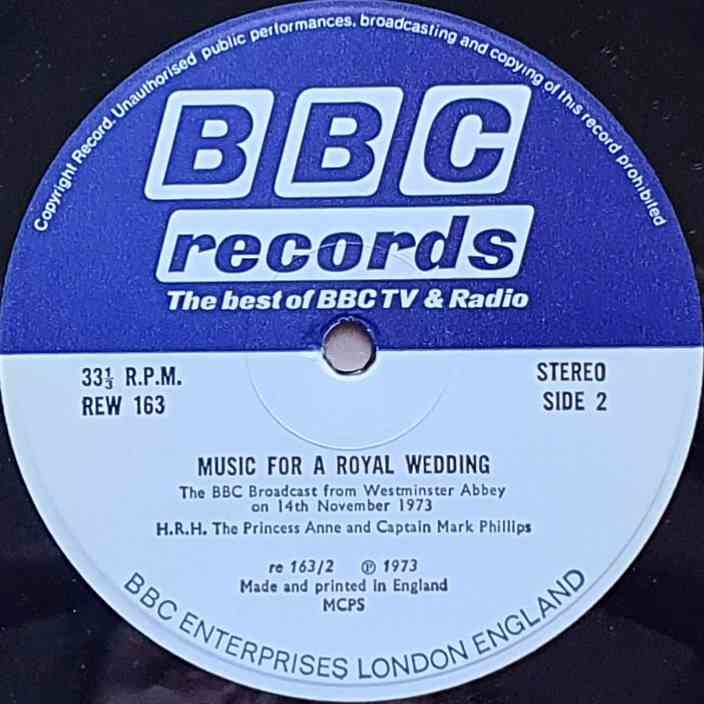 Copyright Record. Unauthorised public performances, broadcasting and copying of this record prohibited
BBC
records
The best of BBC TV & Radio
33⅓ R.P.M.
REW 163
STEREO
SIDE 2
MUSIC FOR A ROYAL WEDDING
The BBC Broadcast from Westminster Abbey
on 14th November 1973
H.R.H. The Princess Anne and Captain Mark Phillips
re 163/2 ℗ 1973
Made and printed in England
MCPS
BBC ENTERPRISES LONDON ENGLAND